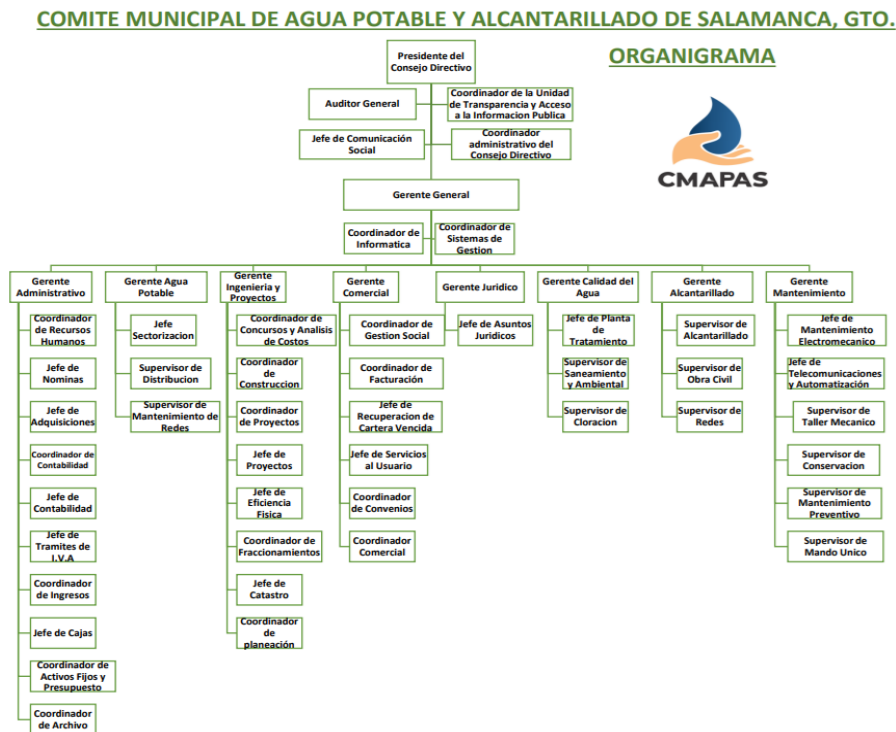 COMITE MUNICIPAL DE AGUA POTABLE Y ALCANTARILLADO DE SALAMANCA, GTO.
ORGANIGRAMA
Presidente del
Consejo Directivo
Auditor General
Coordinador de la Unidad
de Transparencia y Acceso
a la Informacion Publica
Jefe de Comunicación
Social
Coordinador
administrativo del
Consejo Directivo
CMAPAS
Gerente General
Coordinador de
Informatica
Coordinador de
Sistemas de
Gestion
Gerente
Administrativo
Coordinador
de Recursos
Humanos
Jefe de
Nominas
Jefe de
Adquisiciones
Coordinador de
Contabilidad
Jefe de
Contabilidad
Jefe de
Tramites de
I.V.A
Coordinador
de Ingresos
Jefe de Cajas
Coordinador de
Activos Fijos y
Presupuesto
Coordinador
de Archivo
Gerente Agua
Potable
Jefe
Sectorizacion
Supervisor de
Distribucion
Supervisor de
Mantenimiento de
Redes
Gerente
Ingenieria y
Proyectos
Coordinador de
Concursos y Analisis
de Costos
Coordinador
de
Construccion
Coordinador
de Proyectos
Jefe de
Proyectos
Jefe de
Eficiencia
Fisica
Coordinador de
Fraccionamientos
Jefe de
Catastro
Coordinador
de
planeación
Gerente
Comercial
Coordinador de
Gestion Social
Coordinador de
Facturación
Jefe de
Recuperacion de
Cartera Vencida
Jefe de Servicios
al Usuario
Coordinador
de Convenios
Coordinador
Comercial
Gerente Juridico
Jefe de Asuntos
Juridicos
Gerente Calidad del
Agua
Jefe de Planta
de
Tratamiento
Supervisor de
Saneamiento
y Ambiental
Supervisor de
Cloracion
Gerente
Alcantarillado
Supervisor de
Alcantarillado
Supervisor de
Obra Civil
Supervisor de
Redes
Gerente
Mantenimiento
Jefe de
Mantenimiento
Electromecanico
Jefe de
Telecomunicaciones
y Automatización
Supervisor de
Taller Mecanico
Supervisor de
Conservacion
Supervisor de
Mantenimiento
Preventivo
Supervisor de
Mando Unico